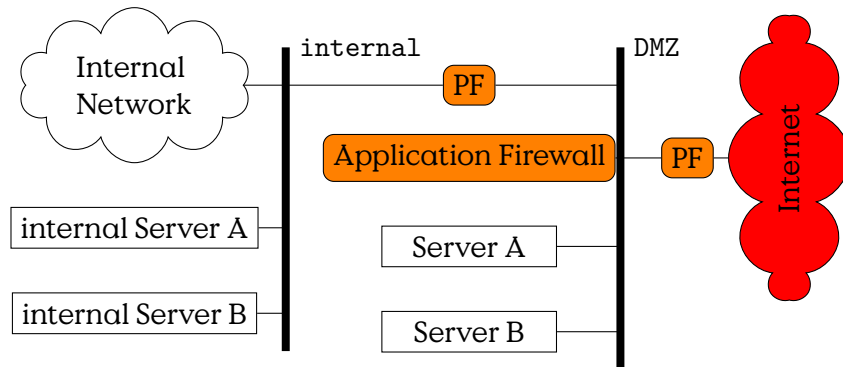 internal
DMZ
Internal
Network
PF
Application Firewall
PF
Internet
internal Server A
Server A
internal Server B
Server B